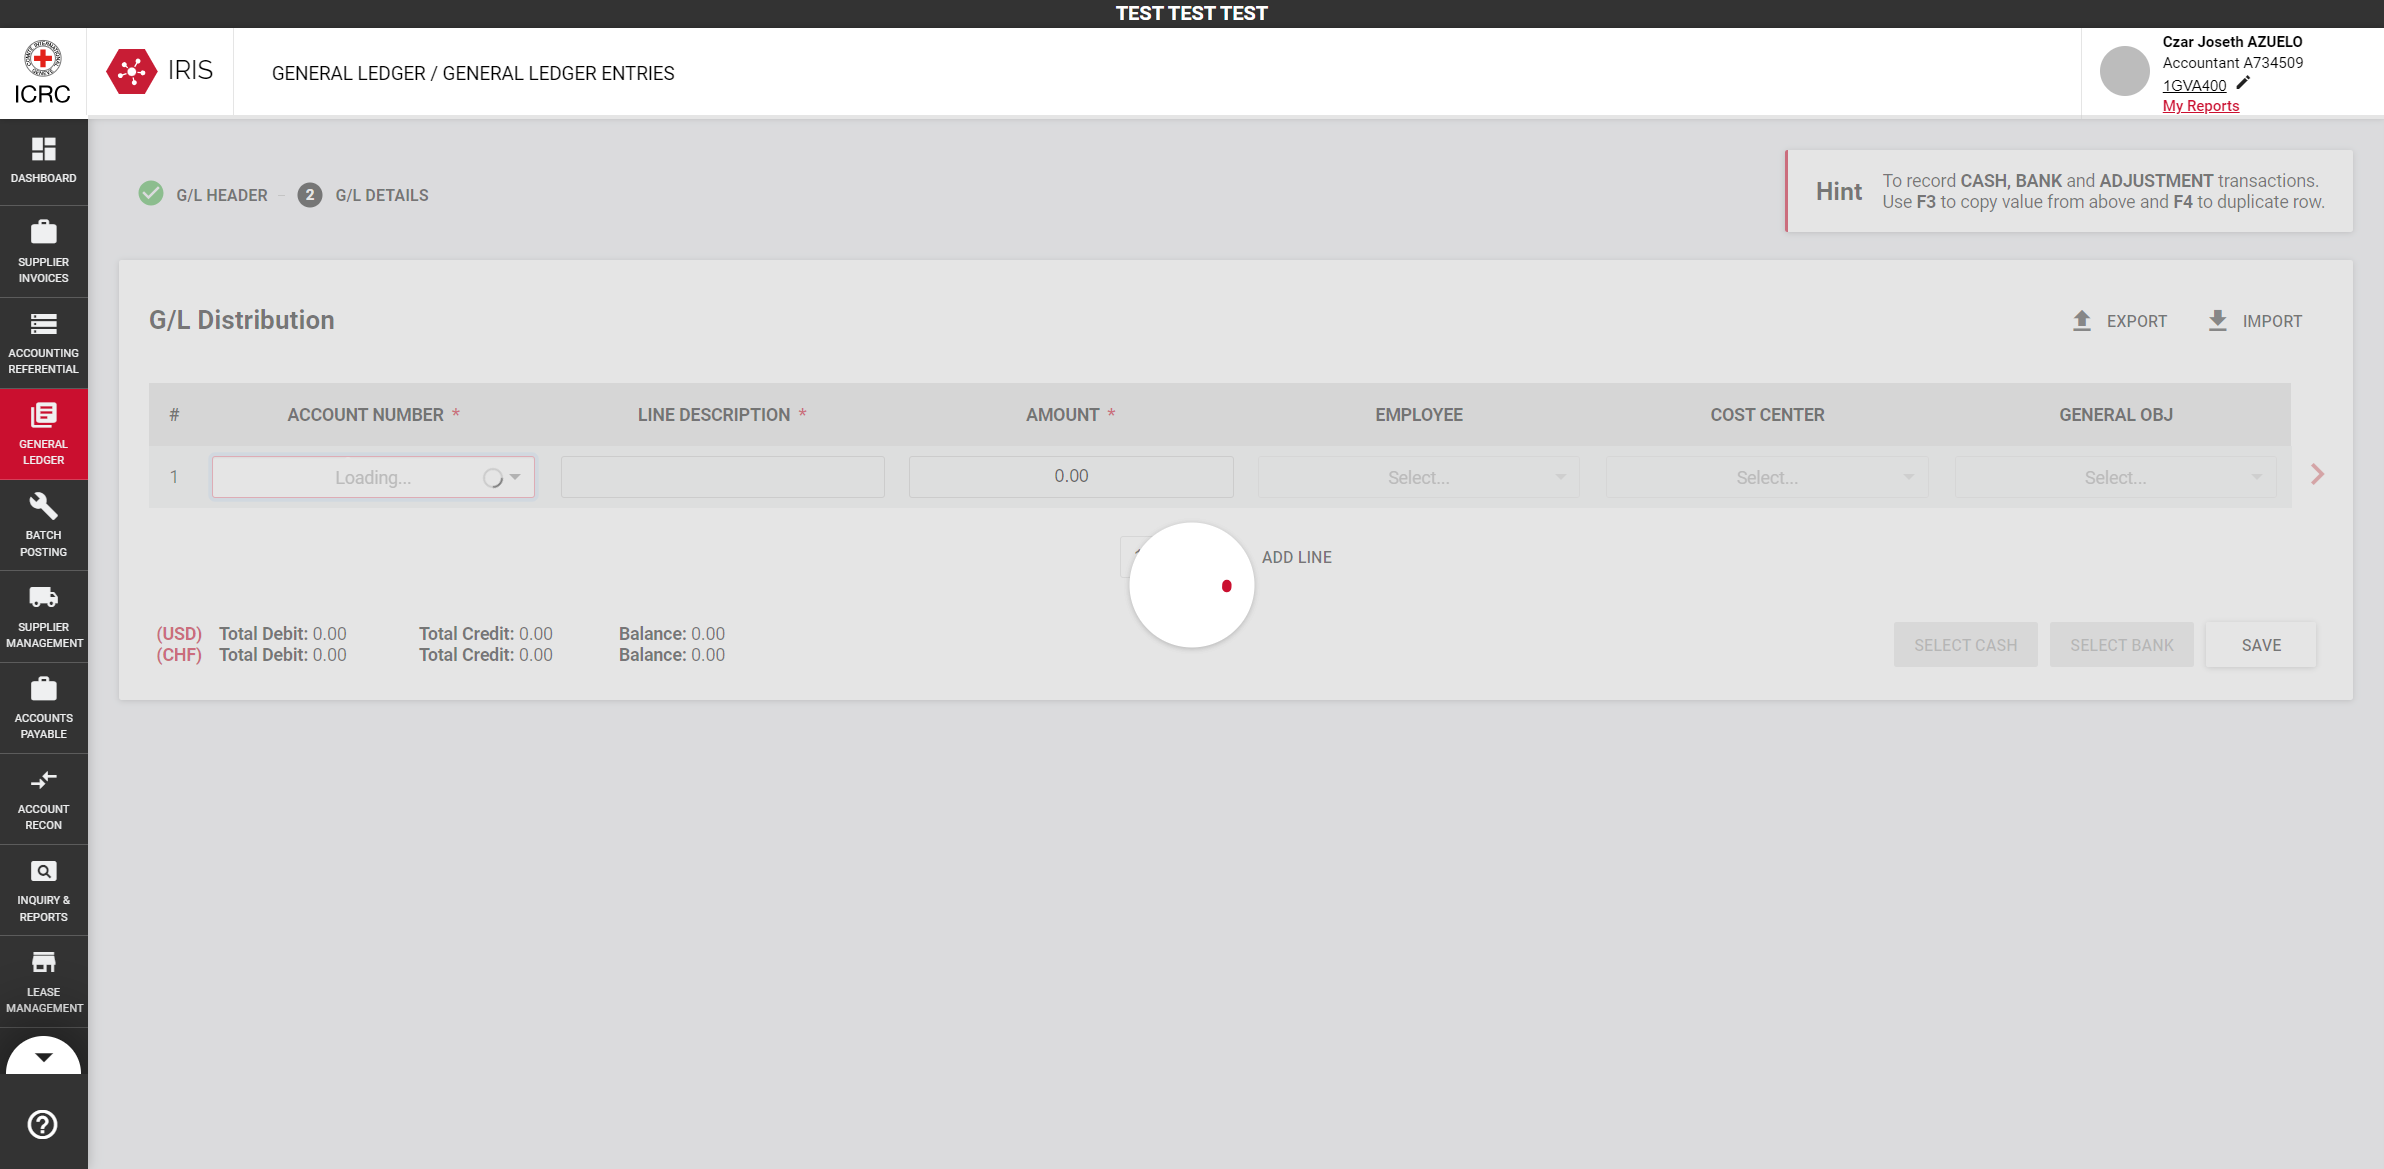 TEST TEST TEST
ICRC
IRIS
GENERAL LEDGER / GENERAL LEDGER ENTRIES
Czar Joseth AZUELO
Accountant A734509
1GVA400
My Reports
DASHBOARD
SUPPLIER
INVOICES
ACCOUNTING
REFERENTIAL
GENERAL
LEDGER
BATCH
POSTING
SUPPLIER
MANAGEMENT
ACCOUNTS
PAYABLE
ACCOUNT
RECON
INQUIRY &
REPORTS
LEASE
MANAGEMENT
G/L HEADER – 2 G/L DETAILS
Hint
To record CASH, BANK and ADJUSTMENT transactions.
Use F3 to copy value from above and F4 to duplicate row.
G/L Distribution
EXPORT IMPORT
# ACCOUNT NUMBER * LINE DESCRIPTION * AMOUNT * EMPLOYEE COST CENTER GENERAL OBJ
1 Loading... 0.00 Select... Select... Select...
ADD LINE
(USD) Total Debit: 0.00 Total Credit: 0.00 Balance: 0.00
(CHF) Total Debit: 0.00 Total Credit: 0.00 Balance: 0.00
SELECT CASH SELECT BANK SAVE